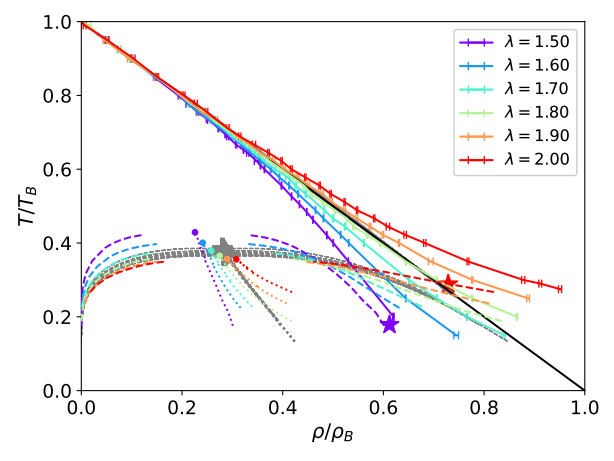 1.0
0.8
0.6
0.4
0.2
0.0
T/T_B
λ = 1.50
λ = 1.60
λ = 1.70
λ = 1.80
λ = 1.90
λ = 2.00
0.0 0.2 0.4 0.6 0.8 1.0
ρ/ρ_B